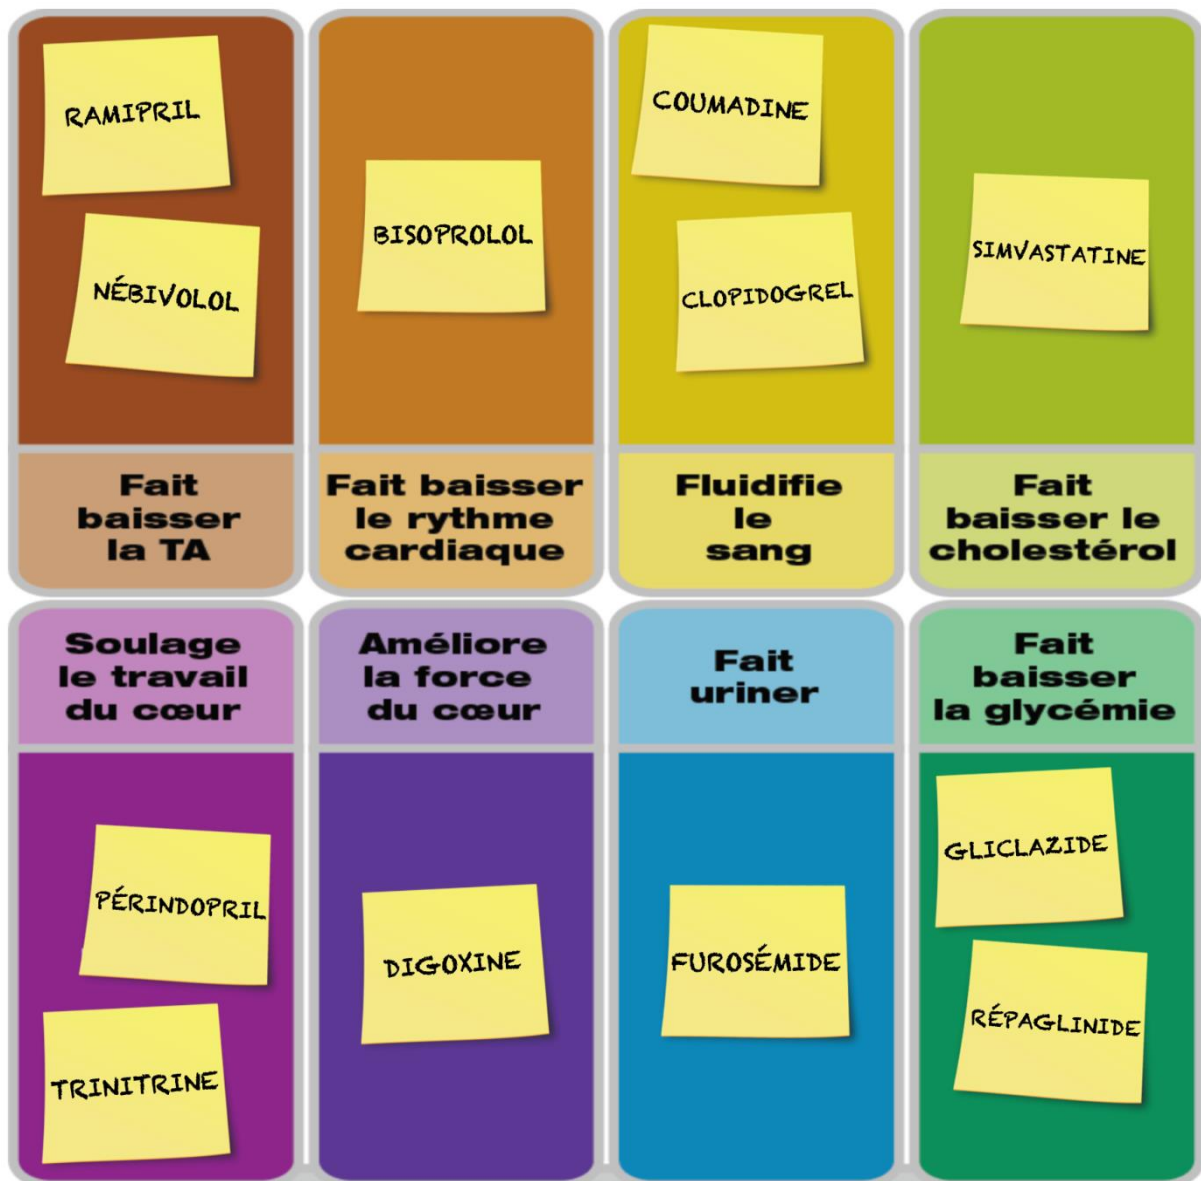 RAMIPRIL
NÉBIVOLOL
Fait
baisser
la TA
BISOPROLOL
Fait baisser
le rythme
cardiaque
COUMADINE
CLOPIDOGREL
Fluidifie
le
sang
SIMVASTATINE
Fait
baisser le
cholestérol
Soulage
le travail
du cœur
PÉRINDOPRIL
TRINITRINE
Améliore
la force
du cœur
DIGOXINE
Fait
uriner
FUROSÉMIDE
Fait
baisser
la glycémie
GLICLAZIDE
RÉPAGLINIDE